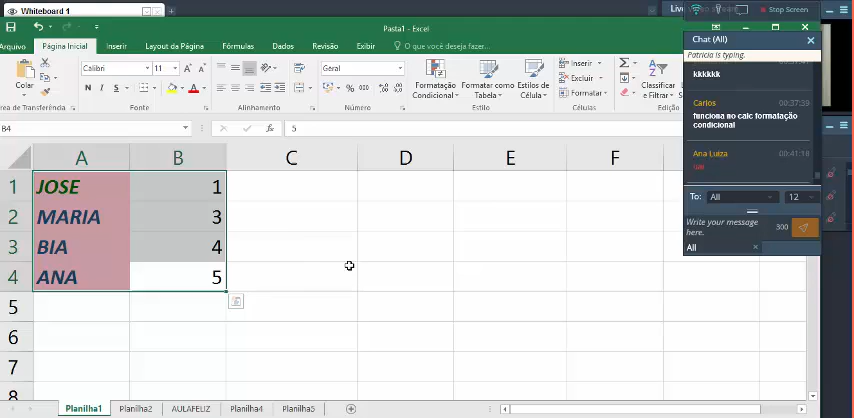 Whiteboard 1
Live
Stop Screen
Pasta1 - Excel
Arquivo
Página Inicial
Inserir
Layout da Página
Fórmulas
Dados
Revisão
Exibir
O que você deseja fazer...
Colar
Calibri
11
N I S
Geral
Formatação Condicional
Formatar como Tabela
Estilos de Célula
Inserir
Excluir
Formatar
Classificar e Filtrar
Área de Transferência
Fonte
Alinhamento
Número
Estilo
Células
B4
5
A B C D E F
1 JOSE 1
2 MARIA 3
3 BIA 4
4 ANA 5
5
6
7
8
Planilha1
Planilha2
AULAFELIZ
Planilha4
Planilha5
Chat (All)
Patricia is typing.
kkkkkk
Carlos 00:37:39
funciona no calc formatação
condicional
Ana Luiza 00:41:18
To: All 12
Write your message
here.
300
All